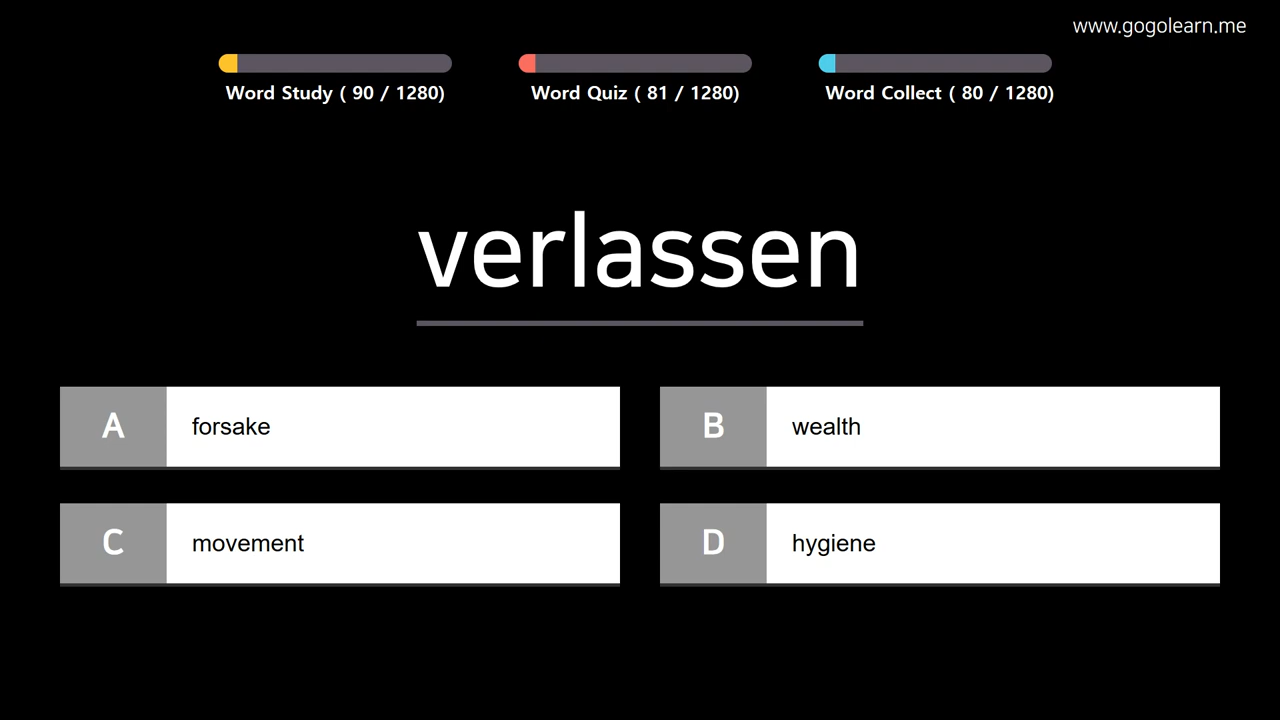 www.gogolearn.me
Word Study ( 90 / 1280)
Word Quiz ( 81 / 1280)
Word Collect ( 80 / 1280)
verlassen
A forsake
B wealth
C movement
D hygiene